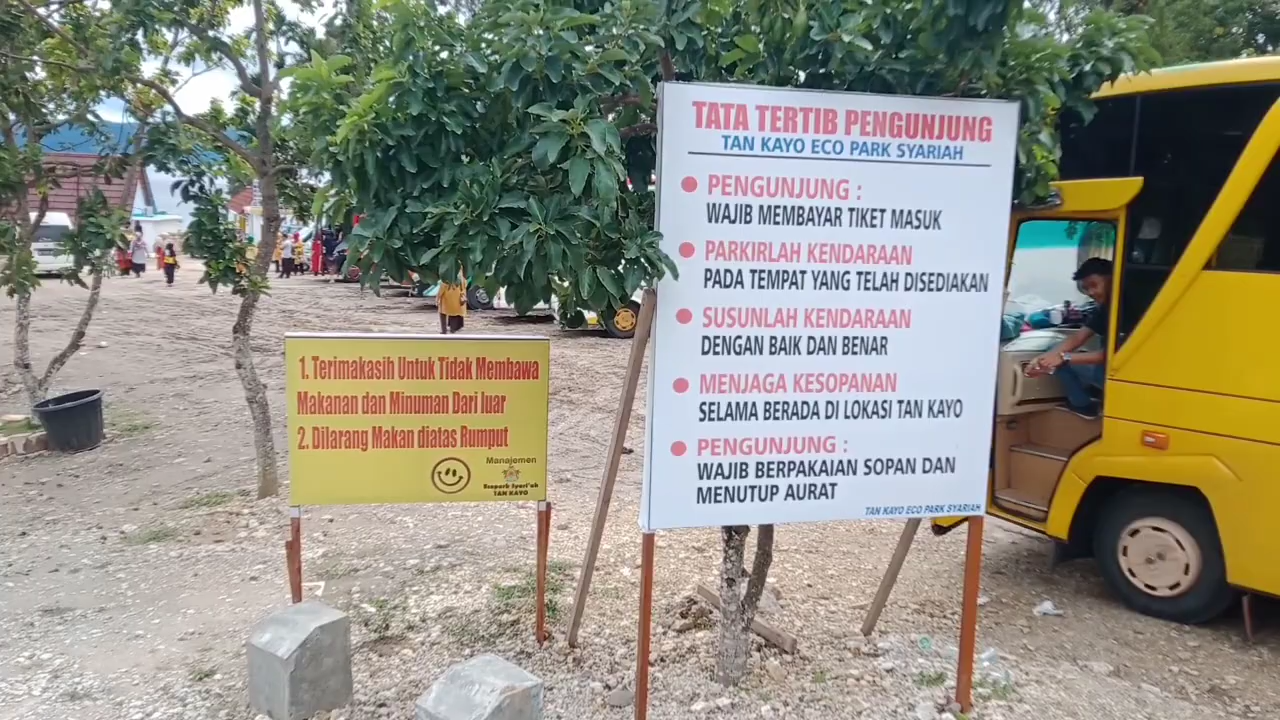 TATA TERTIB PENGUNJUNG
TAN KAYO ECO PARK SYARIAH
PENGUNJUNG :
WAJIB MEMBAYAR TIKET MASUK
PARKIRLAH KENDARAAN
PADA TEMPAT YANG TELAH DISEDIAKAN
SUSUNLAH KENDARAAN
DENGAN BAIK DAN BENAR
MENJAGA KESOPANAN
SELAMA BERADA DI LOKASI TAN KAYO
PENGUNJUNG :
WAJIB BERPAKAIAN SOPAN DAN
MENUTUP AURAT
TAN KAYO ECO PARK SYARIAH
1. Terimakasih Untuk Tidak Membawa
Makanan dan Minuman Dari luar
2. Dilarang Makan diatas Rumput
Manajemen
Ecopark Syari'ah
TAN KAYO